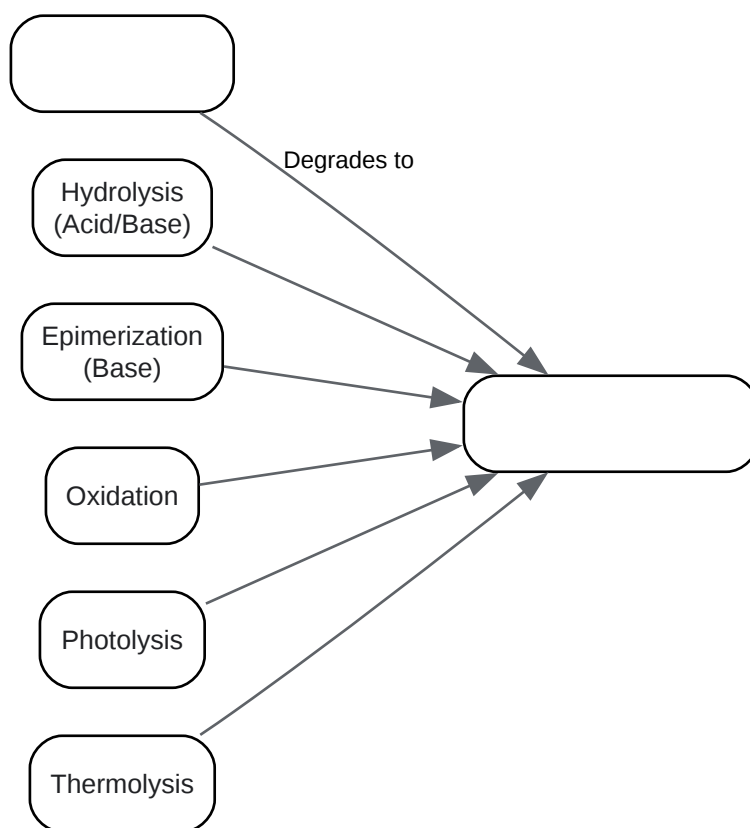 Degrades to
Hydrolysis
(Acid/Base)
Epimerization
(Base)
Oxidation
Photolysis
Thermolysis